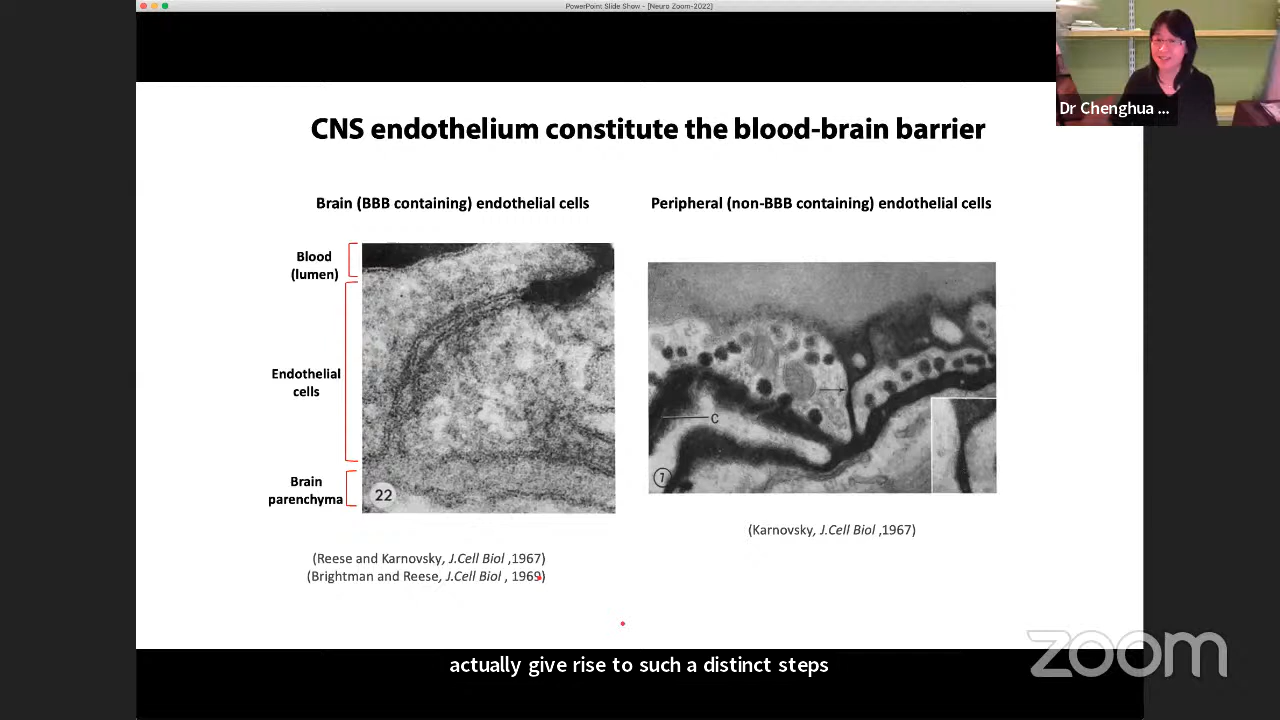 PowerPoint Slide Show - [Neuro Zoom-2022]
Dr Chenghua ...
CNS endothelium constitute the blood-brain barrier
Brain (BBB containing) endothelial cells
Peripheral (non-BBB containing) endothelial cells
Blood
(lumen)
Endothelial
cells
Brain
parenchyma
22
C
1
(Reese and Karnovsky, J.Cell Biol ,1967)
(Brightman and Reese, J.Cell Biol , 1969)
(Karnovsky, J.Cell Biol ,1967)
zoom
actually give rise to such a distinct steps